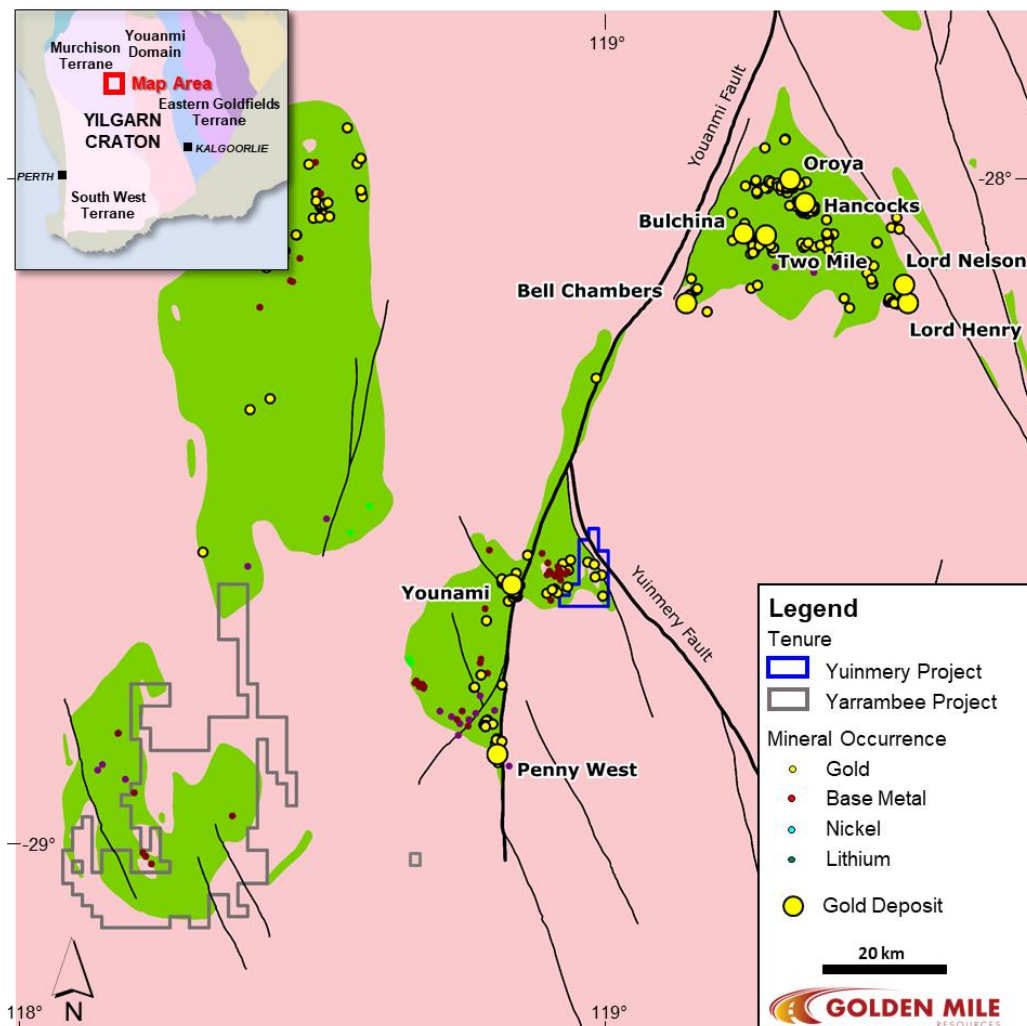 Murchison
Terrane
Youanmi
Domain
Map Area
Eastern Goldfields
Terrane
YILGARN
CRATON
KALGOORLIE
PERTH
South West
Terrane
119°
-28°
Youanmi Fault
Oroya
Hancocks
Bulchina
Two Mile
Lord Nelson
Bell Chambers
Lord Henry
Younami
Yuinmery Fault
Penny West
-29°
118°
119°
N
Legend
Tenure
Yuinmery Project
Yarrambee Project
Mineral Occurrence
Gold
Base Metal
Nickel
Lithium
Gold Deposit
20 km
GOLDEN MILE
RESOURCES